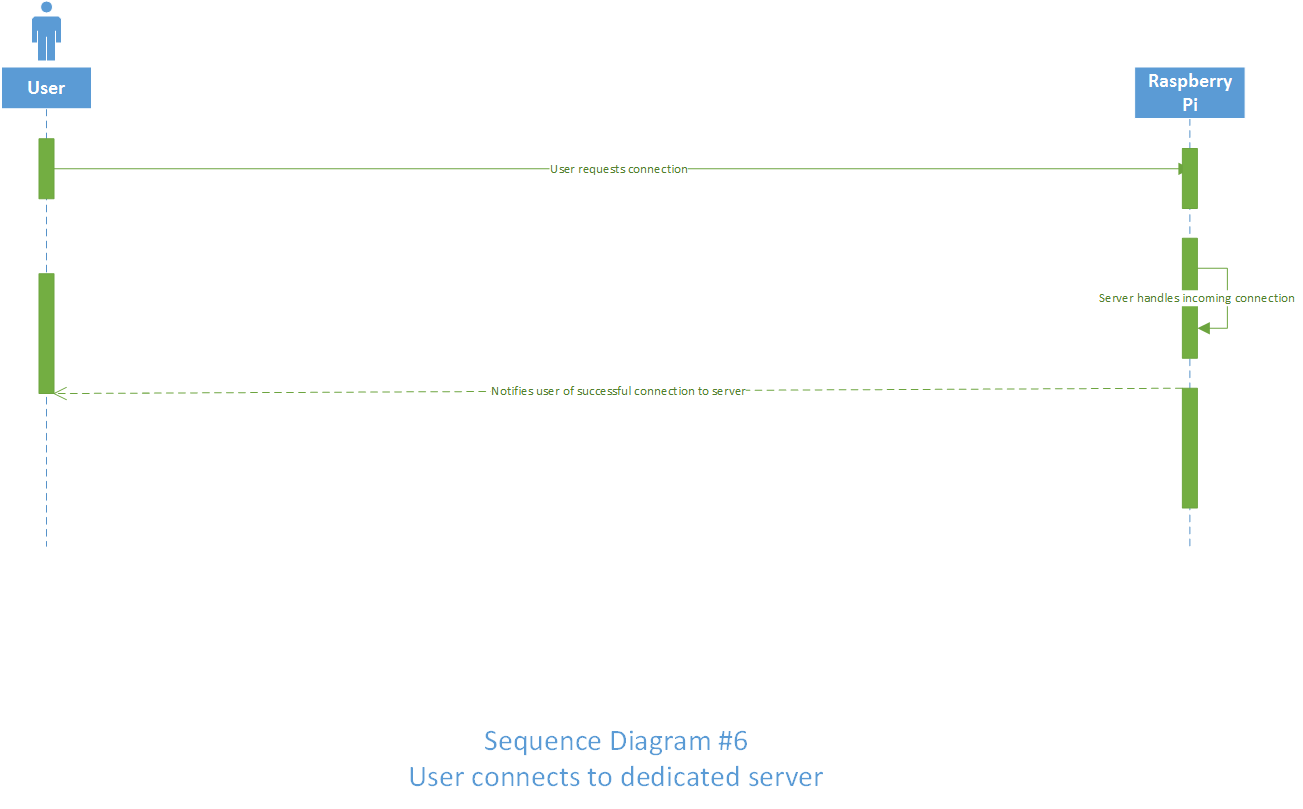 User
Raspberry
Pi
User requests connection
Server handles incoming connection
Notifies user of successful connection to server
Sequence Diagram #6
User connects to dedicated server